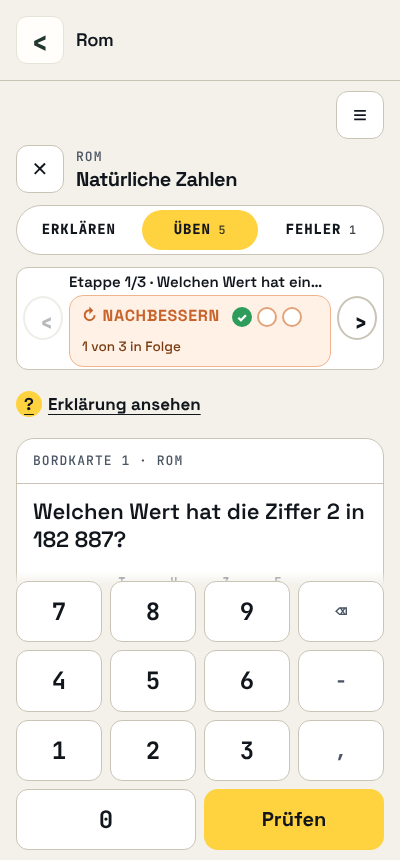 <
Rom
≡
✕
ROM
Natürliche Zahlen
ERKLÄREN
ÜBEN 5
FEHLER 1
Etappe 1/3 · Welchen Wert hat ein…
<
↻ NACHBESSERN
1 von 3 in Folge
>
? Erklärung ansehen
BORDKARTE 1 · ROM
Welchen Wert hat die Ziffer 2 in
182 887?
7 8 9 ⌫
4 5 6 -
1 2 3 ,
0 Prüfen